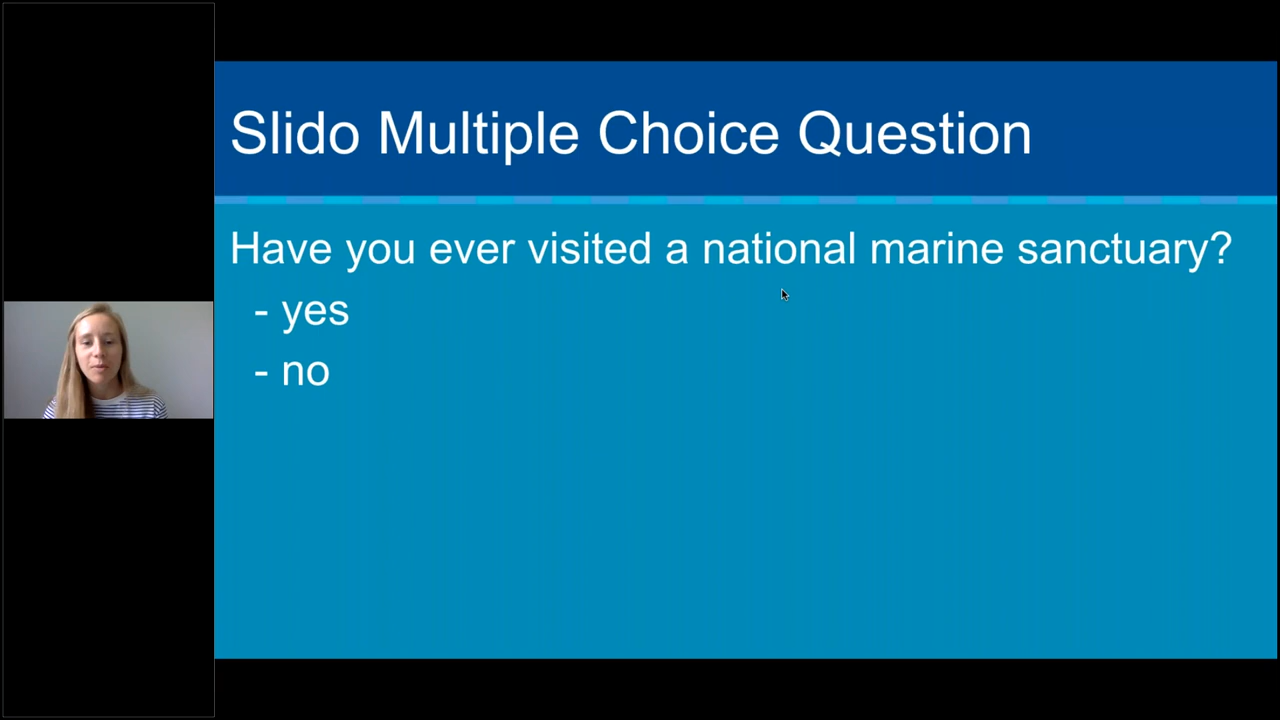 Slido Multiple Choice Question
Have you ever visited a national marine sanctuary?
- yes
- no